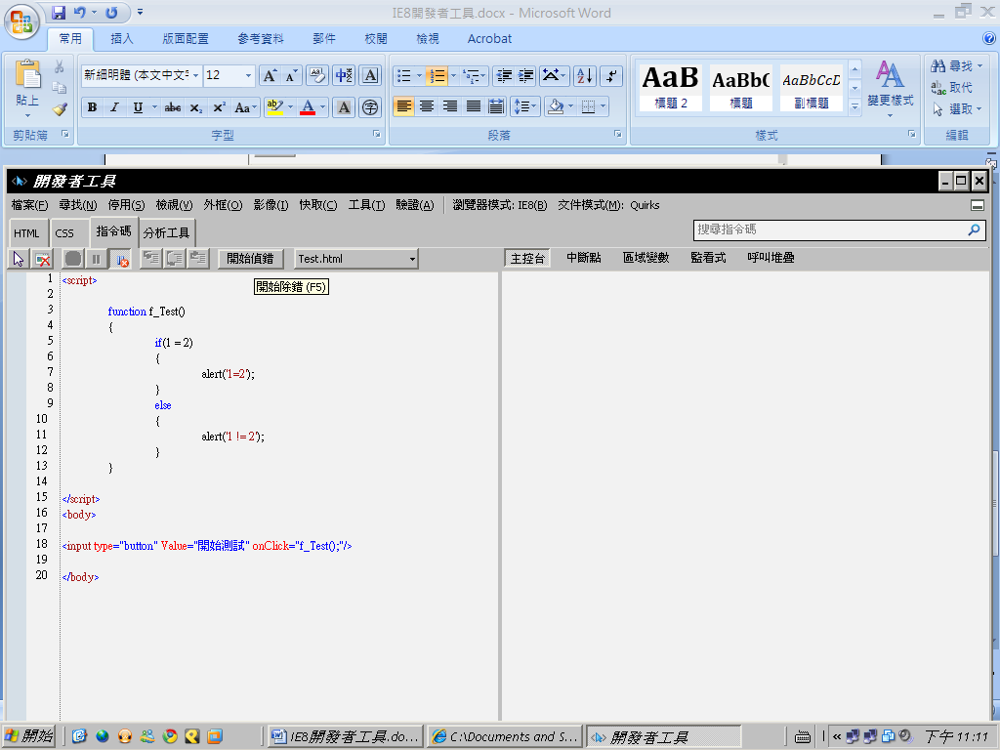 IE8開發者工具.docx - Microsoft Word
常用 插入 版面配置 參考資料 郵件 校閱 檢視 Acrobat
貼上
剪貼簿
新細明體 (本文中文字 12
B I U abc x₂ x² Aa
字型
段落
AaB AaBbC AaBbCcD
標題 2 標題 副標題
變更樣式
樣式
尋找
取代
選取
編輯
開發者工具
檔案(F) 尋找(N) 停用(S) 檢視(V) 外框(O) 影像(I) 快取(C) 工具(T) 驗證(A) 瀏覽器模式: IE8(B) 文件模式(M): Quirks
HTML CSS 指令碼 分析工具 搜尋指令碼
開始偵錯 Test.html 主控台 中斷點 區域變數 監看式 呼叫堆疊
開始除錯 (F5)
1 <script>
2
3 function f_Test()
4 {
5 if(1 = 2)
6 {
7 alert('1=2');
8 }
9 else
10 {
11 alert('1 != 2');
12 }
13 }
14
15 </script>
16 <body>
17
18 <input type="button" Value="開始測試" onClick="f_Test();"/>
19
20 </body>
開始 IE8開發者工具.do... C:\Documents and S... 開發者工具 下午 11:11